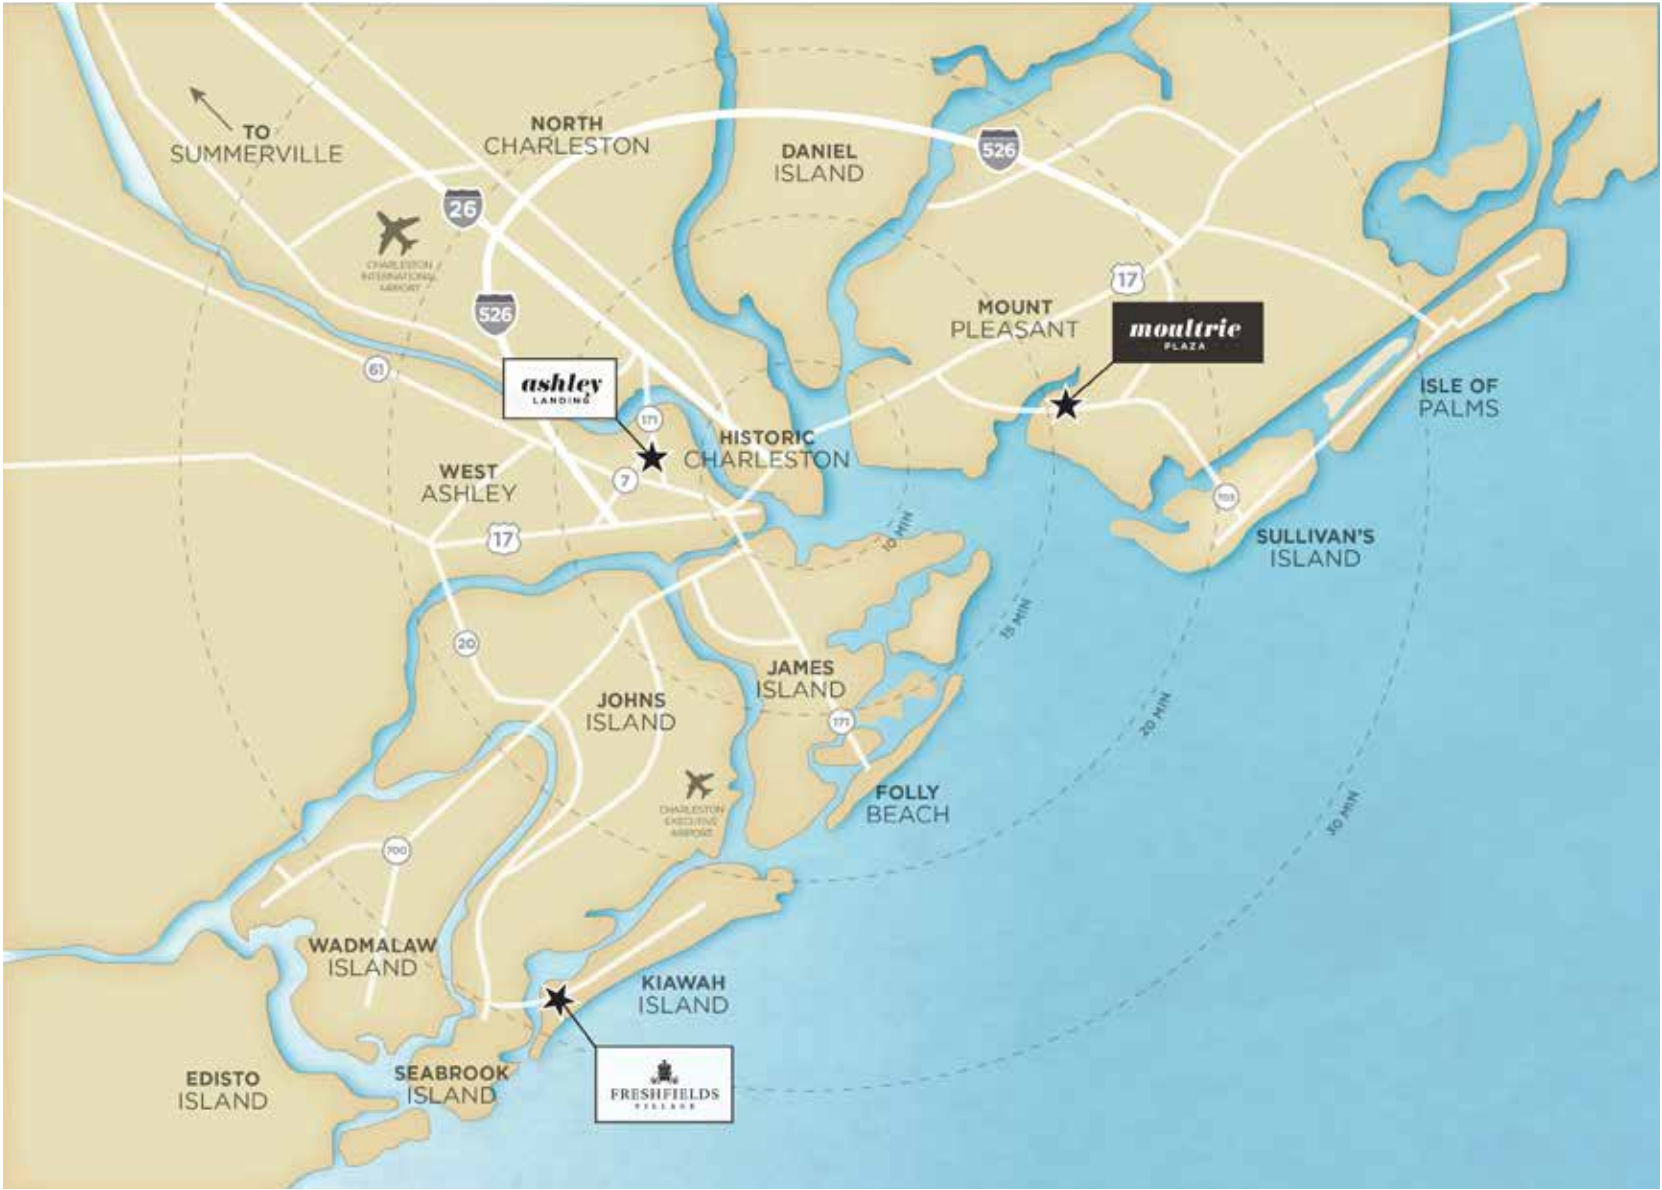 TO
SUMMERVILLE
NORTH
CHARLESTON
DANIEL
ISLAND
526
26
CHARLESTON
INTERNATIONAL
AIRPORT
526
17
MOUNT
PLEASANT
moultrie
PLAZA
61
ashley
LANDING
171
ISLE OF
PALMS
HISTORIC
CHARLESTON
WEST
ASHLEY
7
703
17
10 MIN
SULLIVAN'S
ISLAND
15 MIN
20
JAMES
ISLAND
JOHNS
ISLAND
171
20 MIN
CHARLESTON
EXECUTIVE
AIRPORT
FOLLY
BEACH
30 MIN
700
WADMALAW
ISLAND
KIAWAH
ISLAND
EDISTO
ISLAND
SEABROOK
ISLAND
FRESHFIELDS
VILLAGE